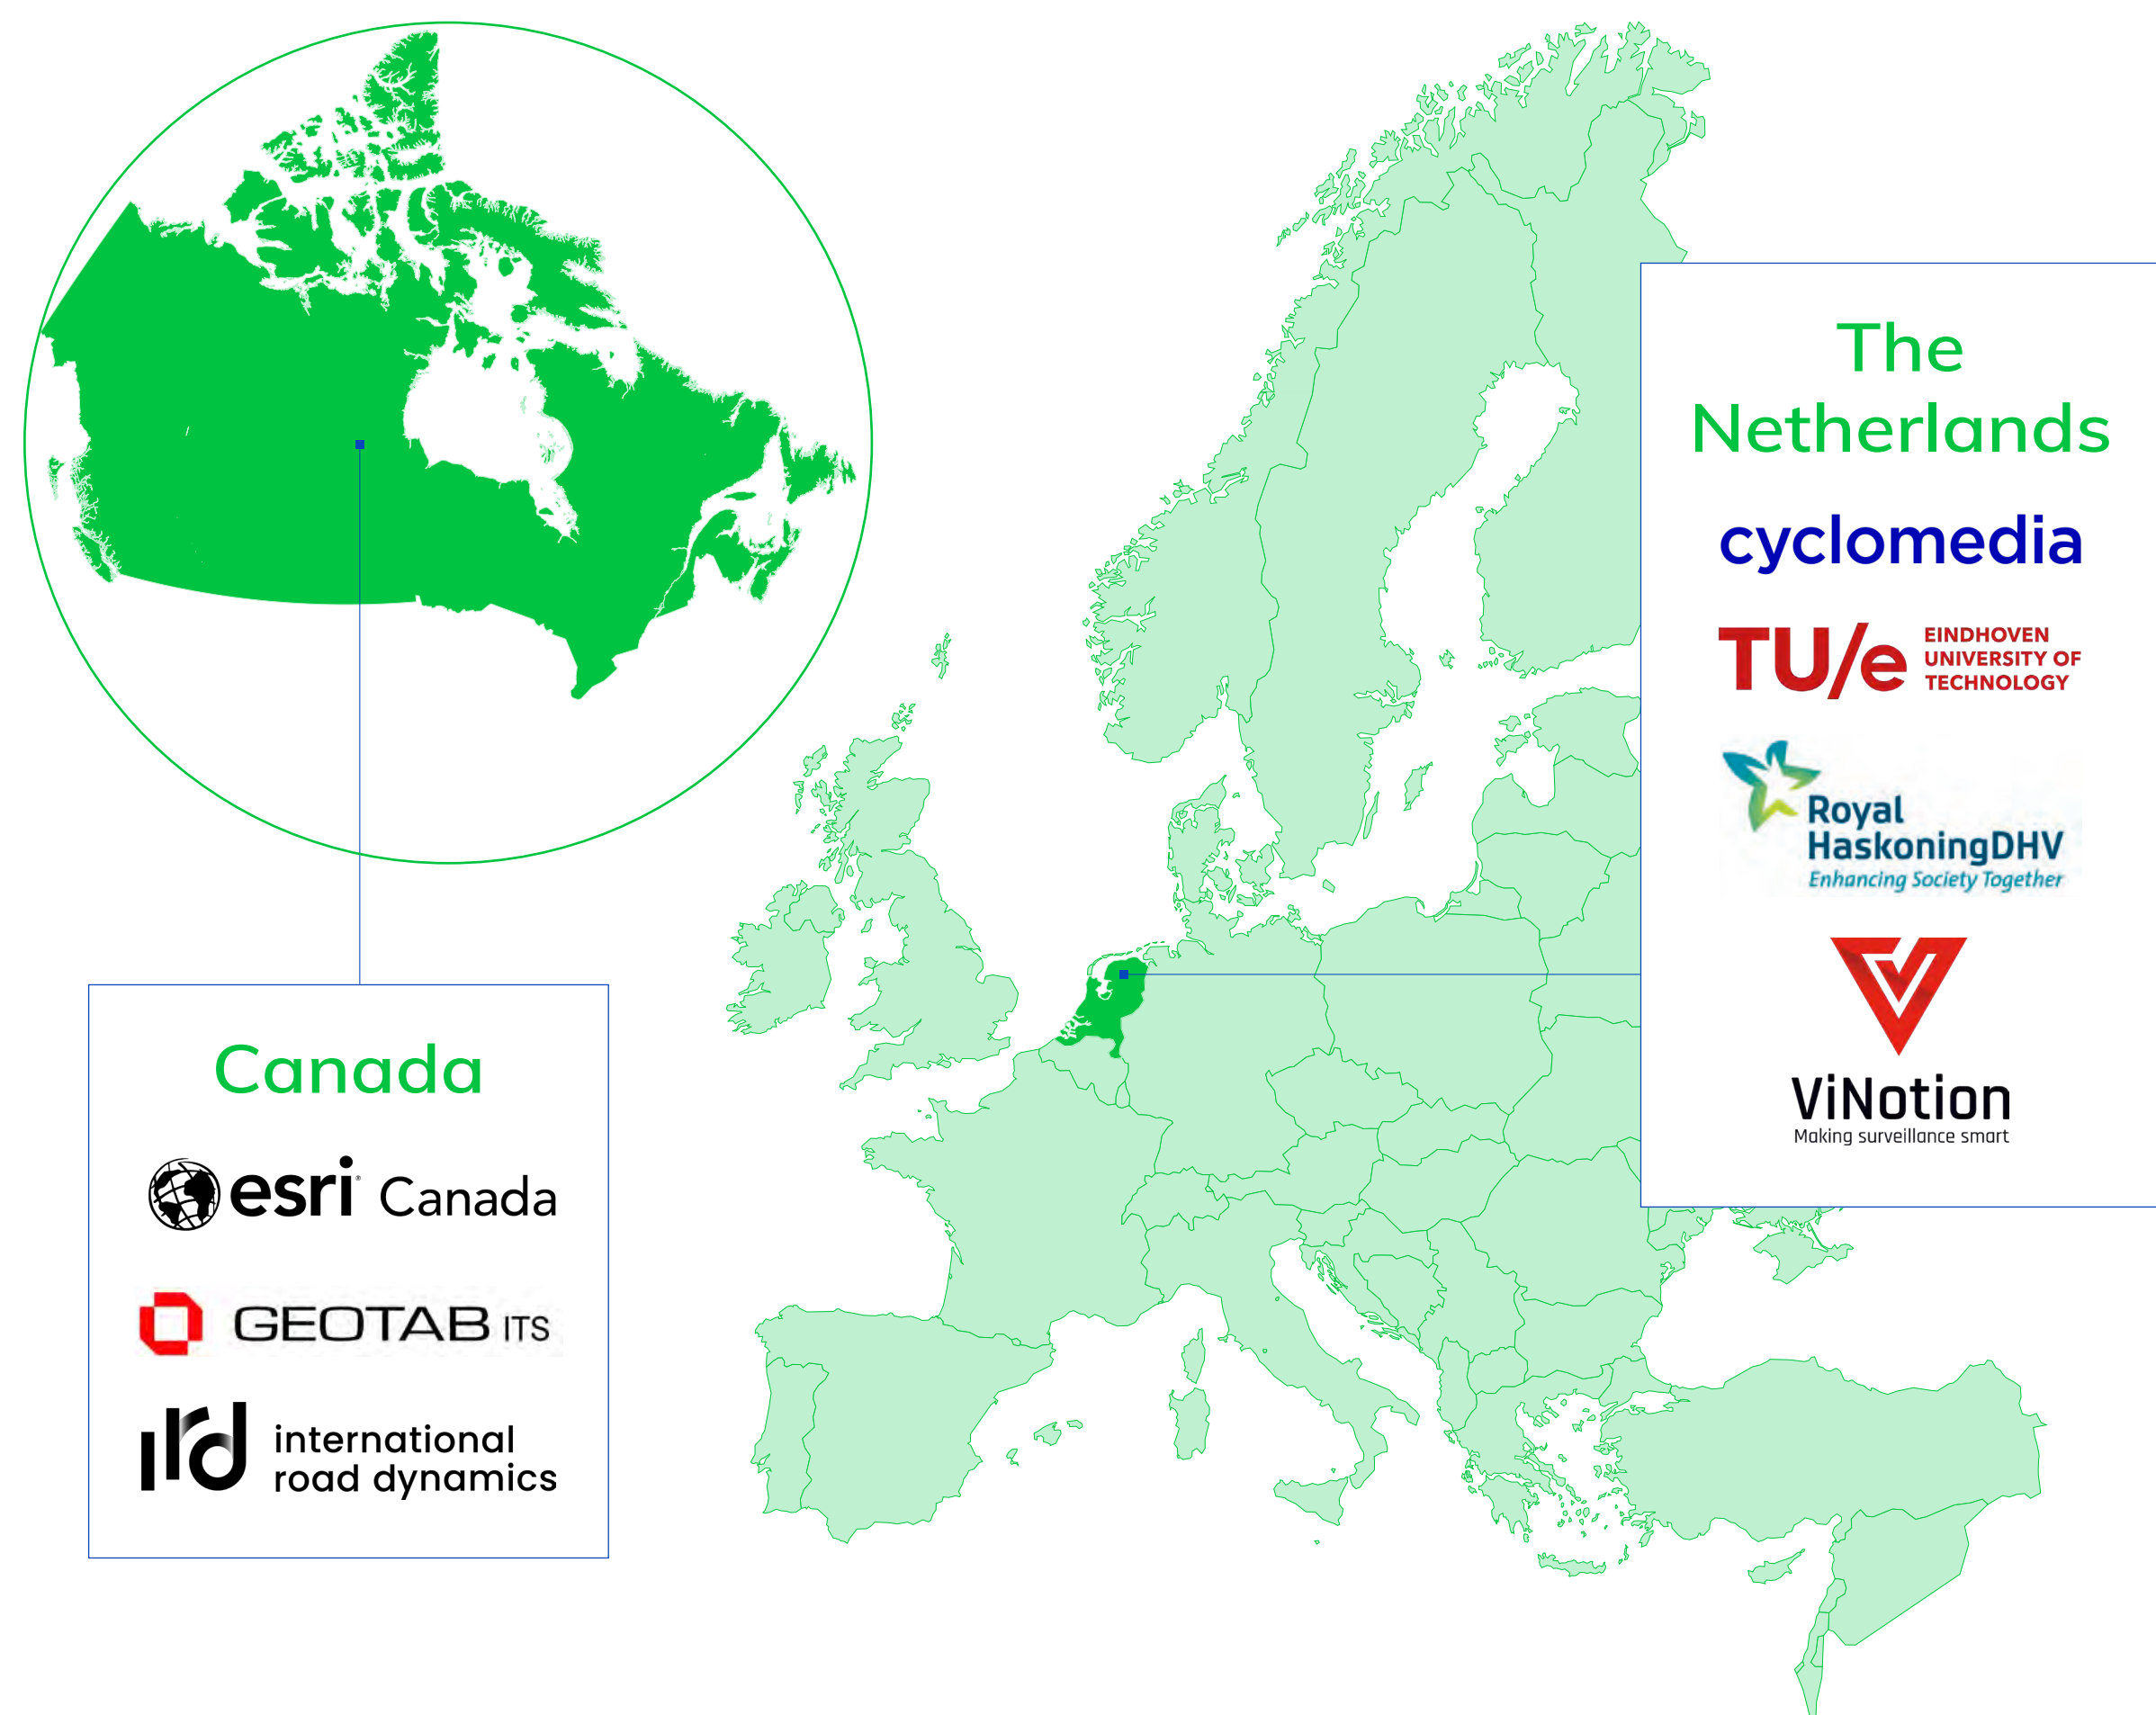 The
Netherlands
cyclomedia
TU/e
EINDHOVEN
UNIVERSITY OF
TECHNOLOGY
Royal
HaskoningDHV
Enhancing Society Together
ViNotion
Making surveillance smart
Canada
esri® Canada
GEOTAB ITS
ird
international
road dynamics